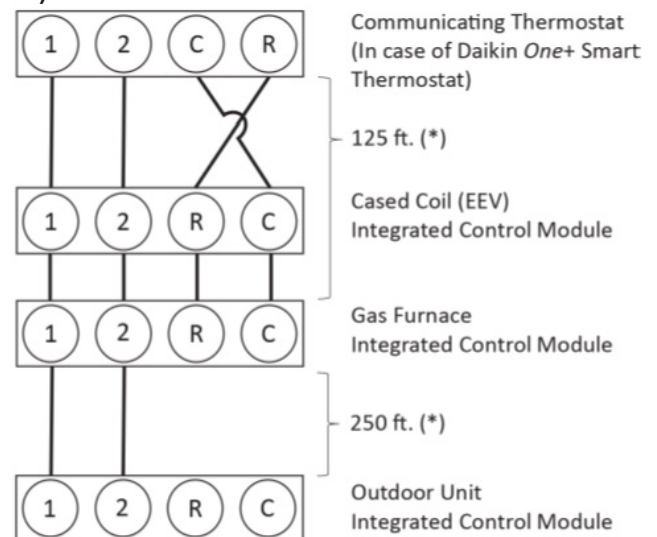 1 2 C R
Communicating Thermostat
(In case of Daikin One+ Smart
Thermostat)
125 ft. (*)
1 2 R C
Cased Coil (EEV)
Integrated Control Module
1 2 R C
Gas Furnace
Integrated Control Module
250 ft. (*)
1 2 R C
Outdoor Unit
Integrated Control Module